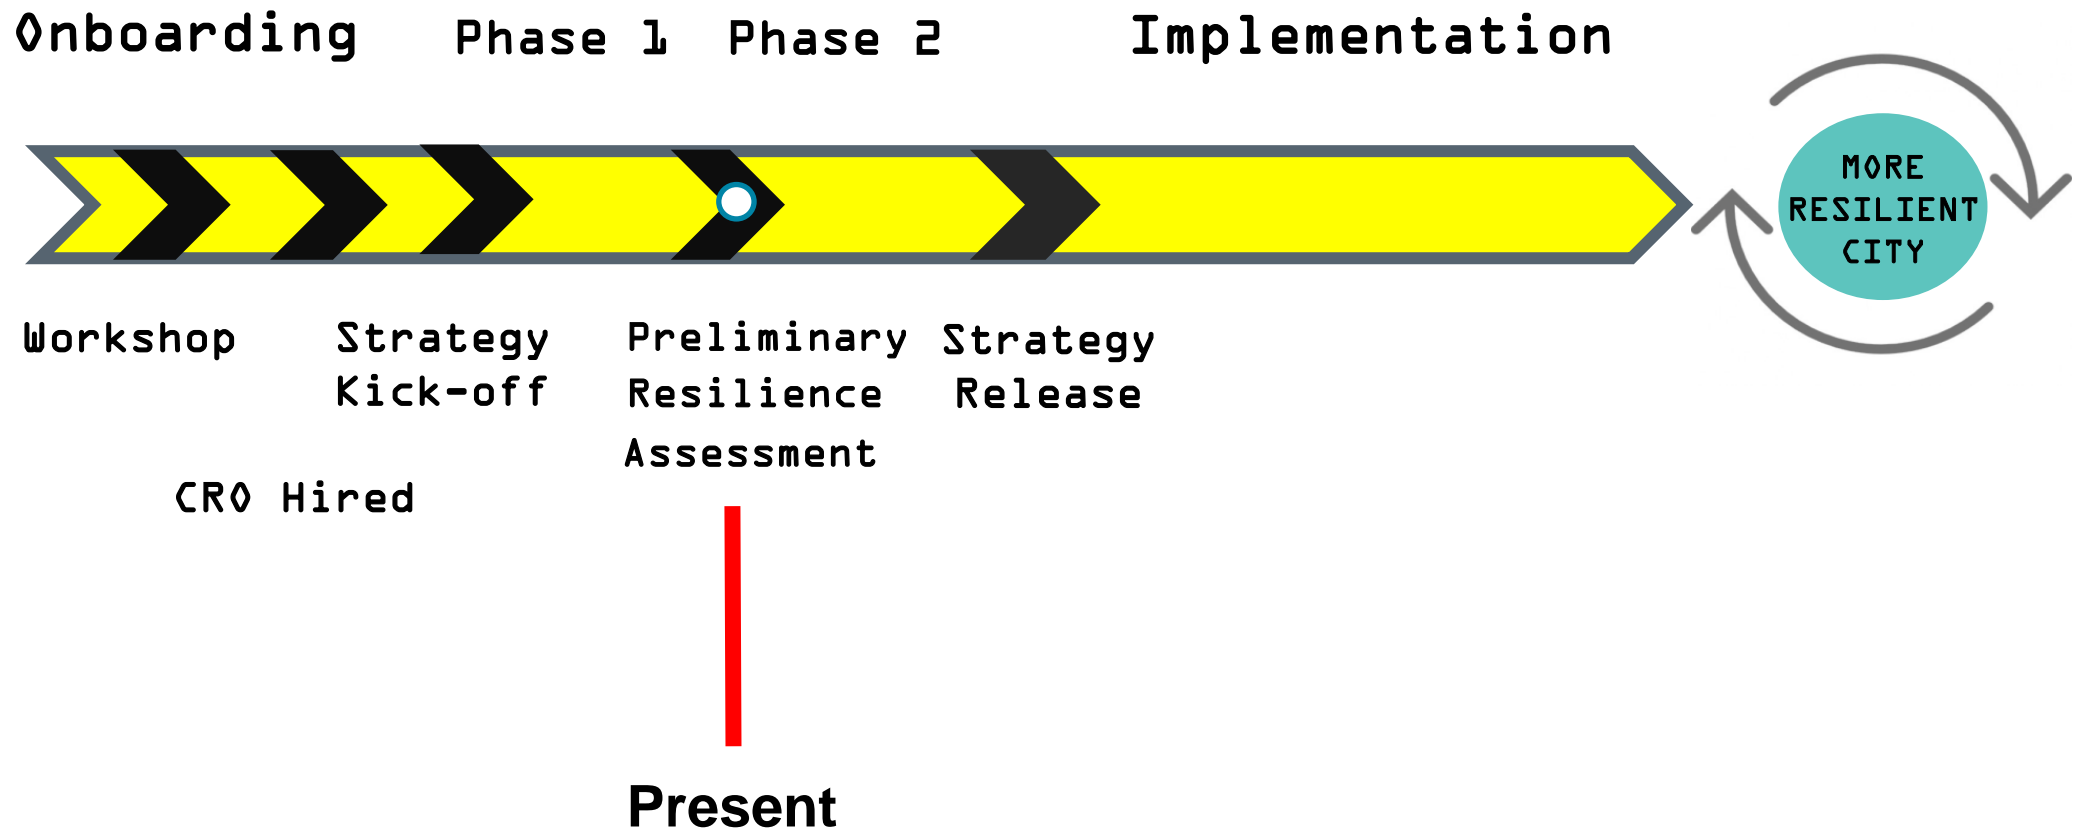 Onboarding
Phase 1
Phase 2
Implementation
MORE
RESILIENT
CITY
Workshop
CRO Hired
Strategy
Kick-off
Preliminary
Resilience
Assessment
Strategy
Release
Present